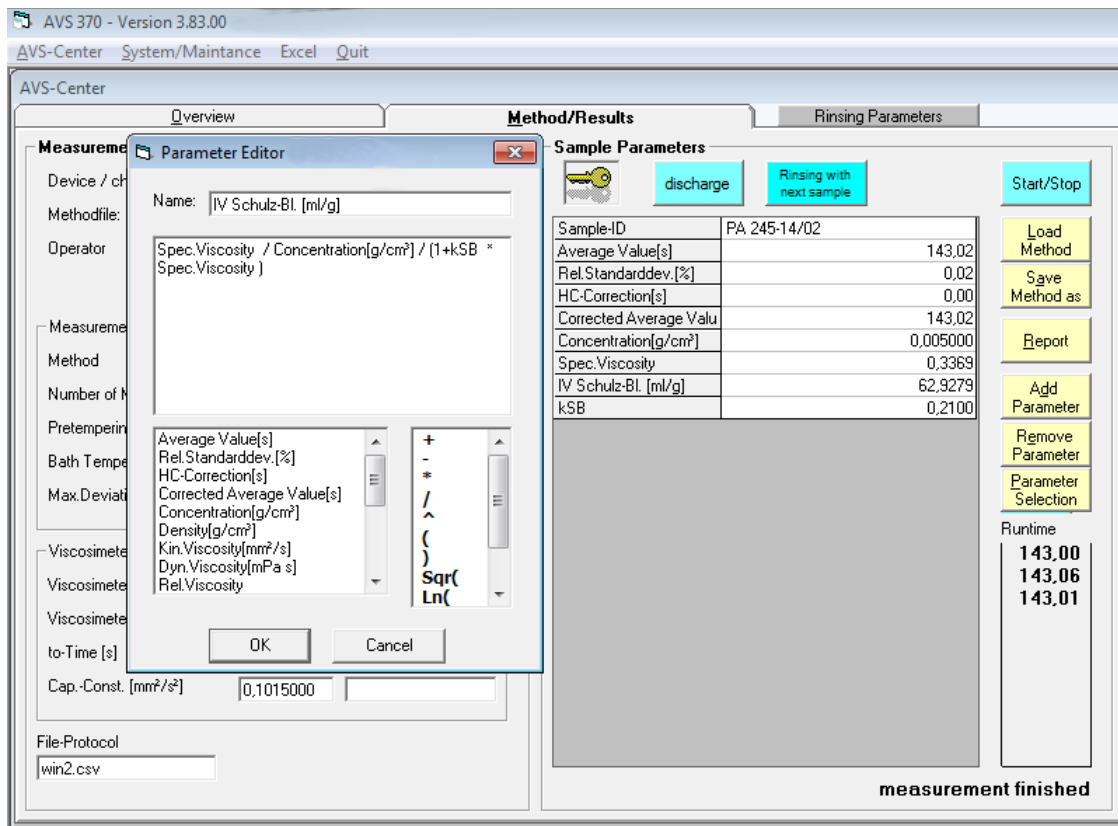 AVS 370 - Version 3.83.00
AVS-Center System/Maintance Excel Quit
AVS-Center
Overview
Method/Results
Rinsing Parameters
Measureme
Device / ch
Methodfile:
Operator
Measureme
Method
Number of M
Pretemperin
Bath Tempe
Max.Deviati
Viscosimete
Viscosimete
Viscosimete
to-Time [s]
Cap.-Const. [mm²/s²] 0,1015000
File-Protocol
win2.csv
Parameter Editor
Name: IV Schulz-Bl. [ml/g]
Spec.Viscosity / Concentration[g/cm³] / (1+kSB *
Spec.Viscosity )
Average Value[s]
Rel.Standarddev.[%]
HC-Correction[s]
Corrected Average Value[s]
Concentration[g/cm³]
Density[g/cm³]
Kin.Viscosity[mm²/s]
Dyn.Viscosity[mPa s]
Rel.Viscosity
+
-
*
/
^
(
)
Sqr(
Ln(
OK Cancel
Sample Parameters
discharge
Rinsing with
next sample
Start/Stop
Sample-ID PA 245-14/02
Average Value[s] 143,02
Rel.Standarddev.[%] 0,02
HC-Correction[s] 0,00
Corrected Average Valu 143,02
Concentration[g/cm³] 0,005000
Spec.Viscosity 0,3369
IV Schulz-Bl. [ml/g] 62,9279
kSB 0,2100
Load
Method
Save
Method as
Report
Add
Parameter
Remove
Parameter
Parameter
Selection
Runtime
143,00
143,06
143,01
measurement finished